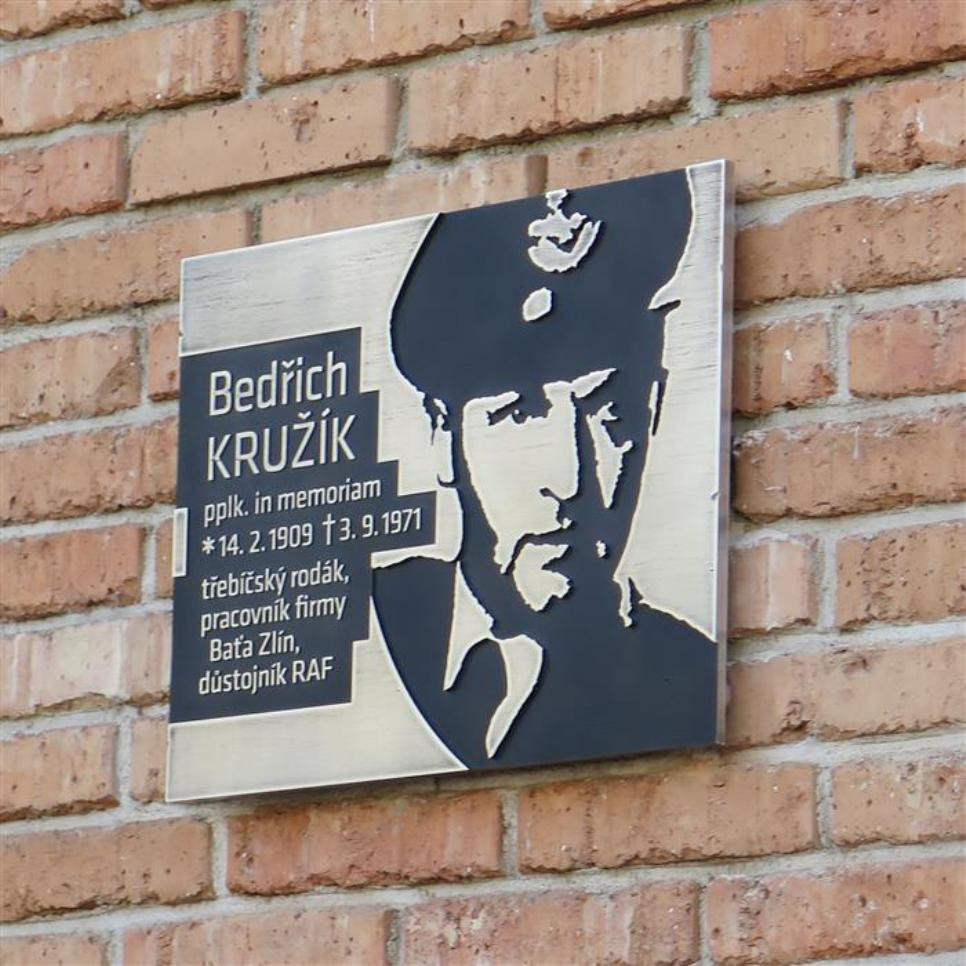 Bedřich
KRUŽÍK
pplk. in memoriam
*14. 2. 1909 †3. 9. 1971
třebíčský rodák,
pracovník firmy
Baťa Zlín,
důstojník RAF